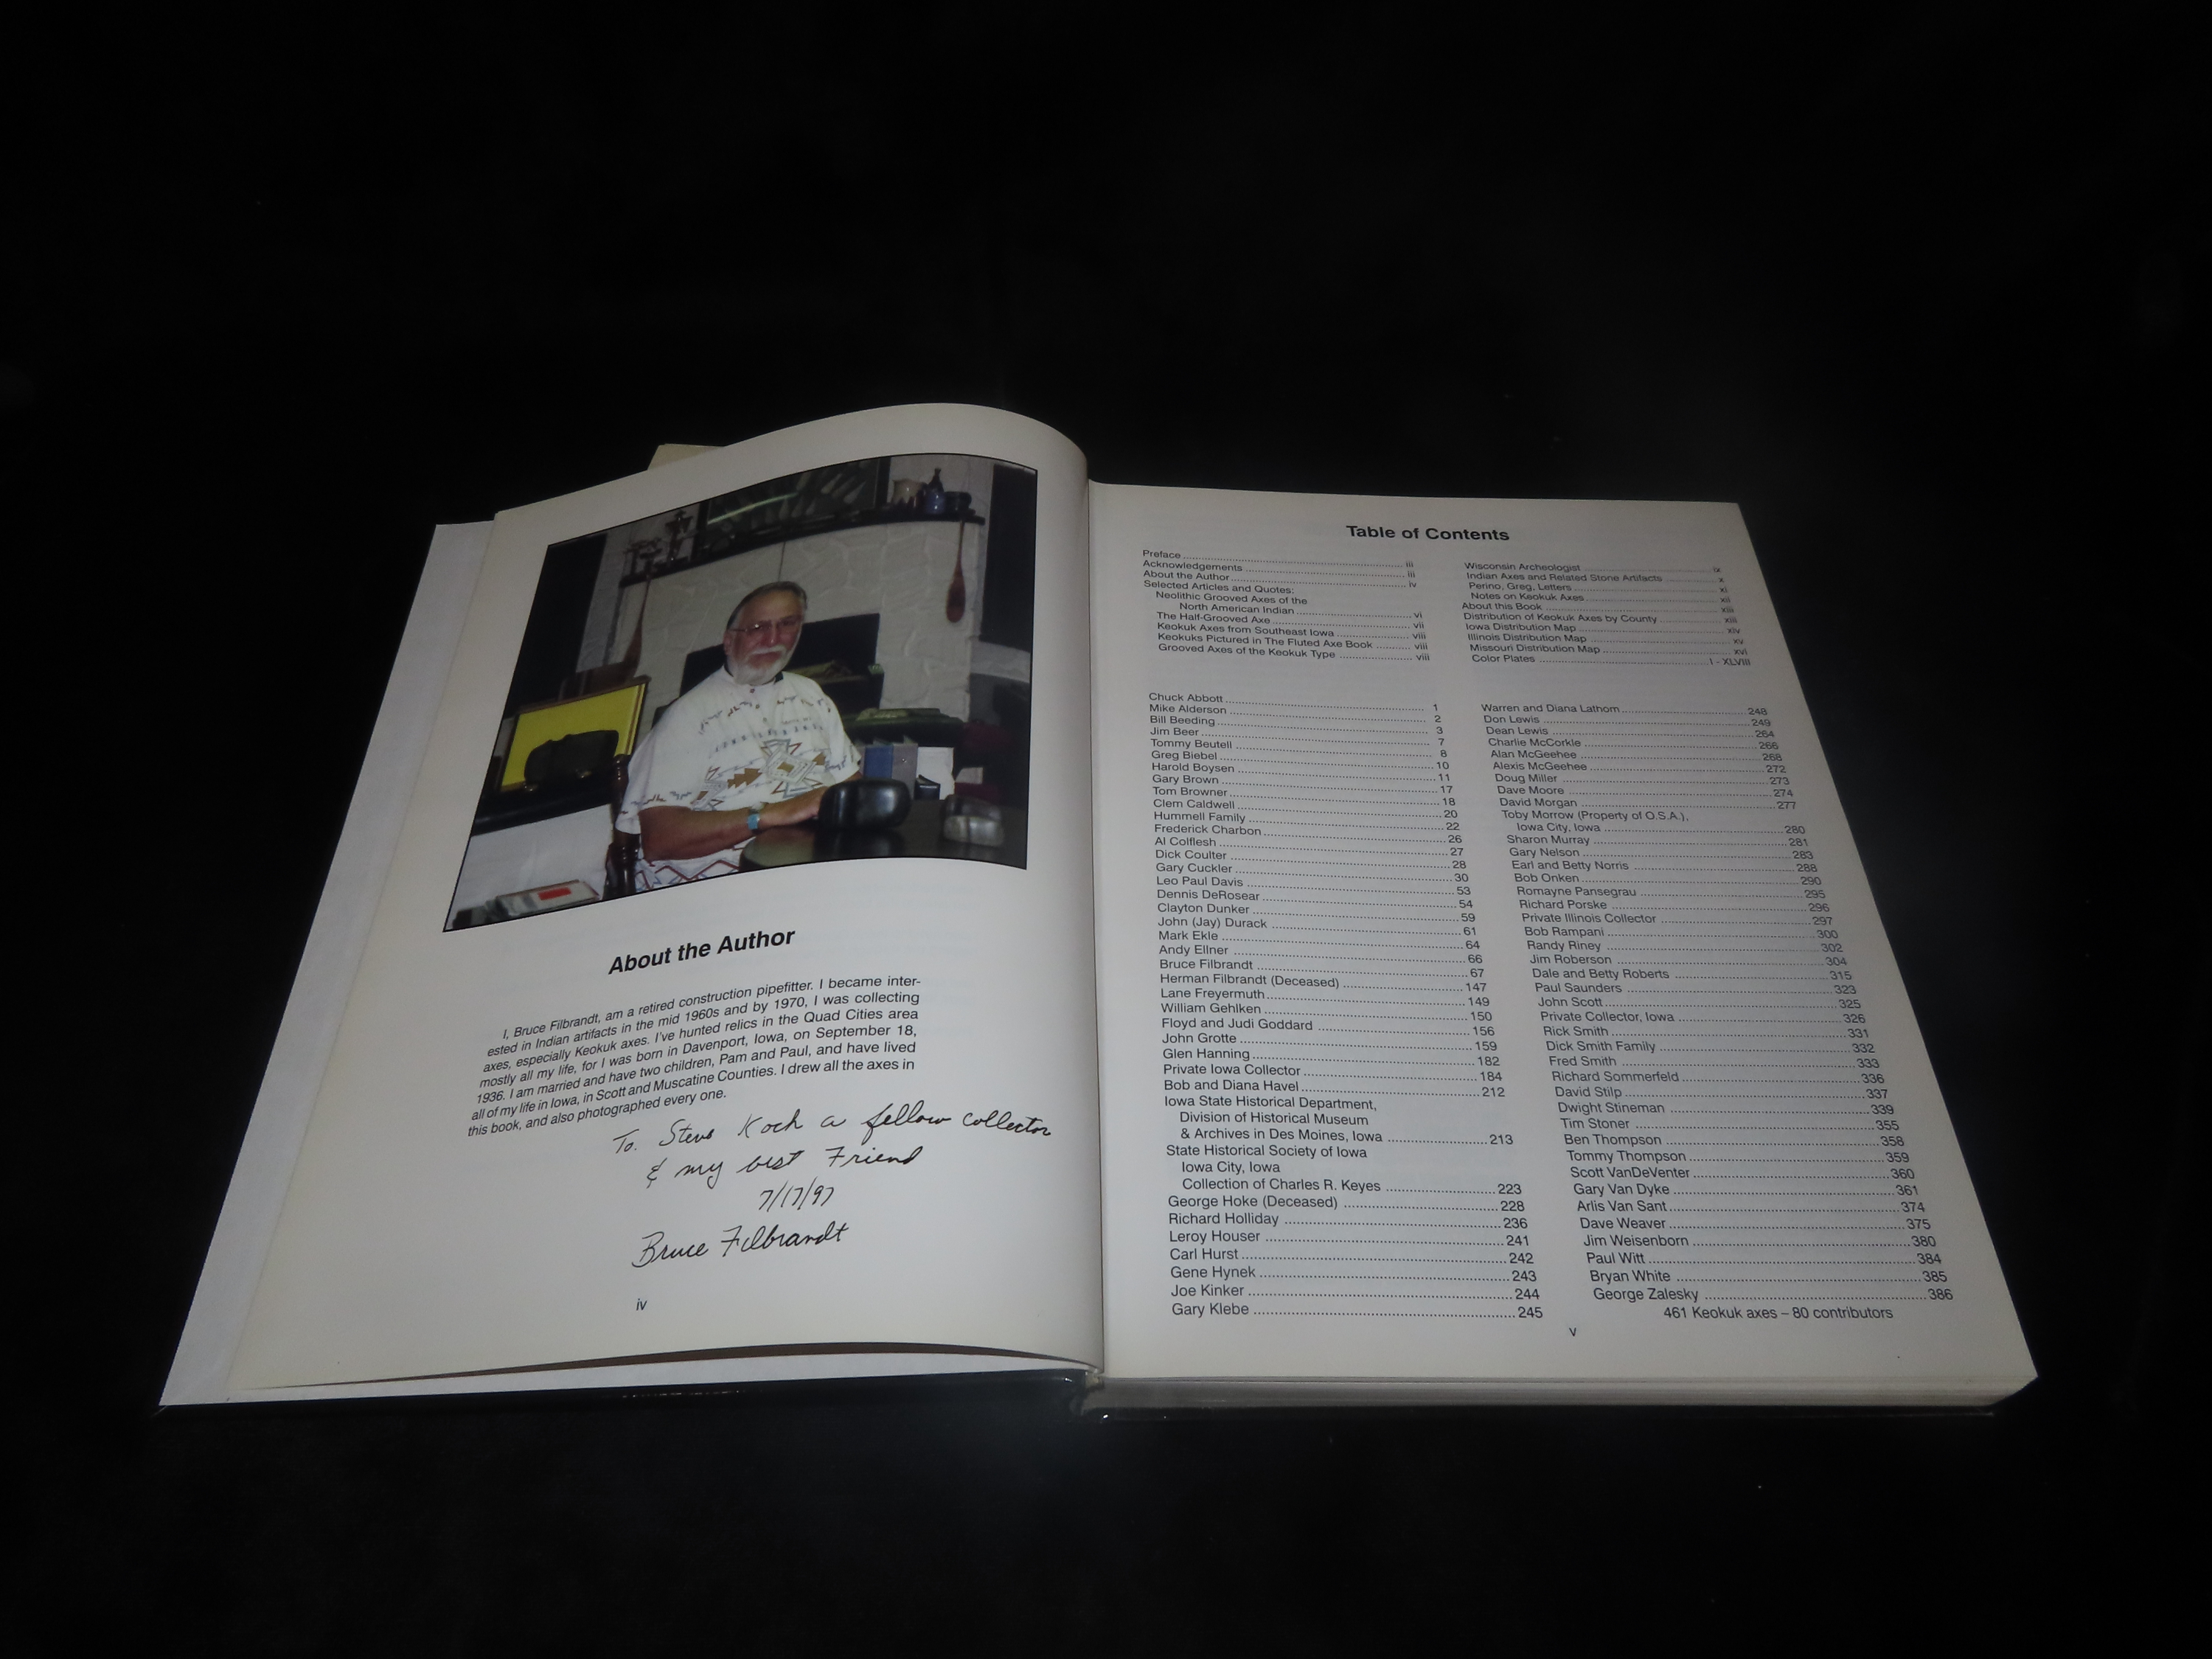 About the Author
I, Bruce Filbrandt, am a retired construction pipefitter. I became inter-
ested in Indian artifacts in the mid 1960s and by 1970, I was collecting
axes, especially Keokuk axes. I've hunted relics in the Quad Cities area
mostly all my life, for I was born in Davenport, Iowa, on September 18,
1936. I am married and have two children, Pam and Paul, and have lived
all of my life in Iowa, in Scott and Muscatine Counties. I drew all the axes in
this book, and also photographed every one.
To: Steve Koch a fellow collector
& my best Friend
7/17/97
Bruce Filbrandt
iv
Table of Contents
Preface ........ iii
Acknowledgements ........ iii
About the Author ........ iv
Selected Articles and Quotes:
Neolithic Grooved Axes of the
North American Indian ........ vi
The Half-Grooved Axe ........ vii
Keokuk Axes from Southeast Iowa ........ viii
Keokuks Pictured in The Fluted Axe Book ........ viii
Grooved Axes of the Keokuk Type ........ viii
Wisconsin Archeologist ........ ix
Indian Axes and Related Stone Artifacts ........ x
Perino, Greg, Letters ........ xi
Notes on Keokuk Axes ........ xii
About this Book ........ xiii
Distribution of Keokuk Axes by County ........ xiii
Iowa Distribution Map ........ xiv
Illinois Distribution Map ........ xv
Missouri Distribution Map ........ xvi
Color Plates ........ I - XLVIII
Chuck Abbott ........ 1
Mike Alderson ........ 2
Bill Beeding ........ 3
Jim Beer ........ 7
Tommy Beutell ........ 8
Greg Biebel ........ 10
Harold Boysen ........ 11
Gary Brown ........ 17
Tom Browner ........ 18
Clem Caldwell ........ 20
Hummell Family ........ 22
Frederick Charbon ........ 26
Al Colflesh ........ 27
Dick Coulter ........ 28
Gary Cuckler ........ 30
Leo Paul Davis ........ 53
Dennis DeRosear ........ 54
Clayton Dunker ........ 59
John (Jay) Durack ........ 61
Mark Ekle ........ 64
Andy Ellner ........ 66
Bruce Filbrandt ........ 67
Herman Filbrandt (Deceased) ........ 147
Lane Freyermuth ........ 149
William Gehlken ........ 150
Floyd and Judi Goddard ........ 156
John Grotte ........ 159
Glen Hanning ........ 182
Private Iowa Collector ........ 184
Bob and Diana Havel ........ 212
Iowa State Historical Department,
Division of Historical Museum
& Archives in Des Moines, Iowa ........ 213
State Historical Society of Iowa
Iowa City, Iowa
Collection of Charles R. Keyes ........ 223
George Hoke (Deceased) ........ 228
Richard Holliday ........ 236
Leroy Houser ........ 241
Carl Hurst ........ 242
Gene Hynek ........ 243
Joe Kinker ........ 244
Gary Klebe ........ 245
Warren and Diana Lathom ........ 248
Don Lewis ........ 249
Dean Lewis ........ 264
Charlie McCorkle ........ 266
Alan McGeehee ........ 268
Alexis McGeehee ........ 272
Doug Miller ........ 273
Dave Moore ........ 274
David Morgan ........ 277
Toby Morrow (Property of O.S.A.),
Iowa City, Iowa ........ 280
Sharon Murray ........ 281
Gary Nelson ........ 283
Earl and Betty Norris ........ 288
Bob Onken ........ 290
Romayne Pansegrau ........ 295
Richard Porske ........ 296
Private Illinois Collector ........ 297
Bob Rampani ........ 300
Randy Riney ........ 302
Jim Roberson ........ 304
Dale and Betty Roberts ........ 315
Paul Saunders ........ 323
John Scott ........ 325
Private Collector, Iowa ........ 326
Rick Smith ........ 331
Dick Smith Family ........ 332
Fred Smith ........ 333
Richard Sommerfeld ........ 336
David Stilp ........ 337
Dwight Stineman ........ 339
Tim Stoner ........ 355
Ben Thompson ........ 358
Tommy Thompson ........ 359
Scott VanDeVenter ........ 360
Gary Van Dyke ........ 361
Arlis Van Sant ........ 374
Dave Weaver ........ 375
Jim Weisenborn ........ 380
Paul Witt ........ 384
Bryan White ........ 385
George Zalesky ........ 386
461 Keokuk axes – 80 contributors
v